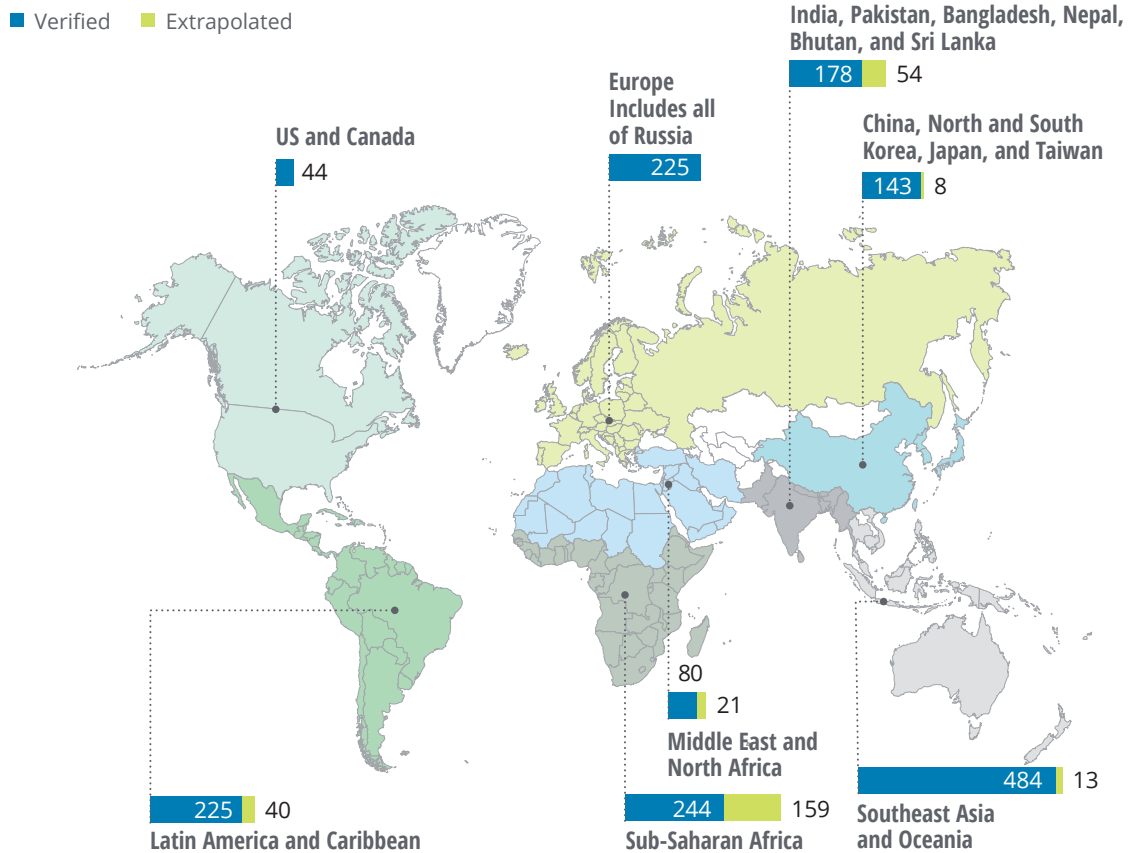 Verified
Extrapolated
India, Pakistan, Bangladesh, Nepal,
Bhutan, and Sri Lanka
178
54
Europe
Includes all
of Russia
225
China, North and South
Korea, Japan, and Taiwan
143
8
US and Canada
44
80
21
Middle East and
North Africa
484
13
Southeast Asia
and Oceania
225
40
Latin America and Caribbean
244
159
Sub-Saharan Africa